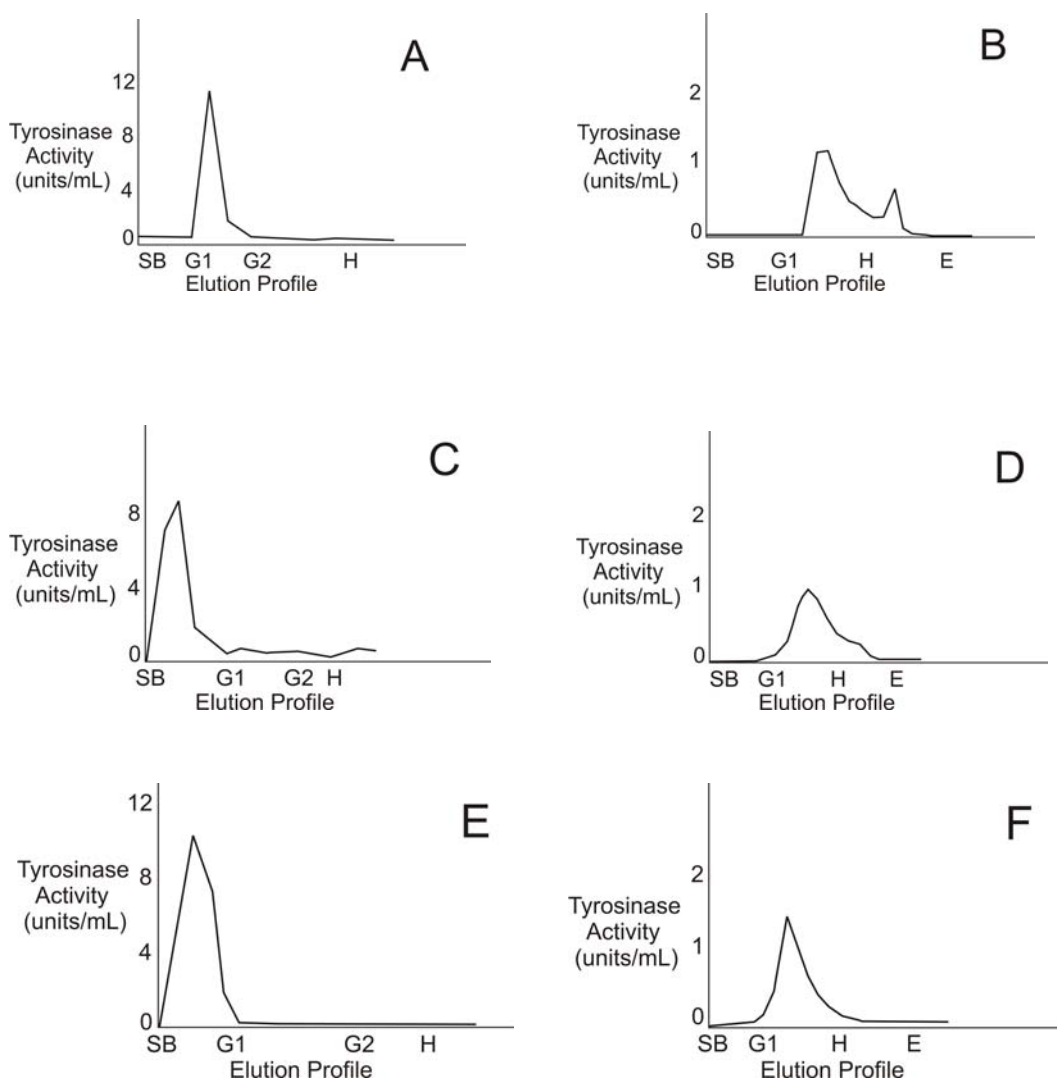 A
12
8
4
0
Tyrosinase
Activity
(units/mL)
SB G1 G2 H
Elution Profile
B
2
1
0
Tyrosinase
Activity
(units/mL)
SB G1 H E
Elution Profile
C
8
4
0
Tyrosinase
Activity
(units/mL)
SB G1 G2 H
Elution Profile
D
2
1
0
Tyrosinase
Activity
(units/mL)
SB G1 H E
Elution Profile
E
12
8
4
0
Tyrosinase
Activity
(units/mL)
SB G1 G2 H
Elution Profile
F
2
1
0
Tyrosinase
Activity
(units/mL)
SB G1 H E
Elution Profile